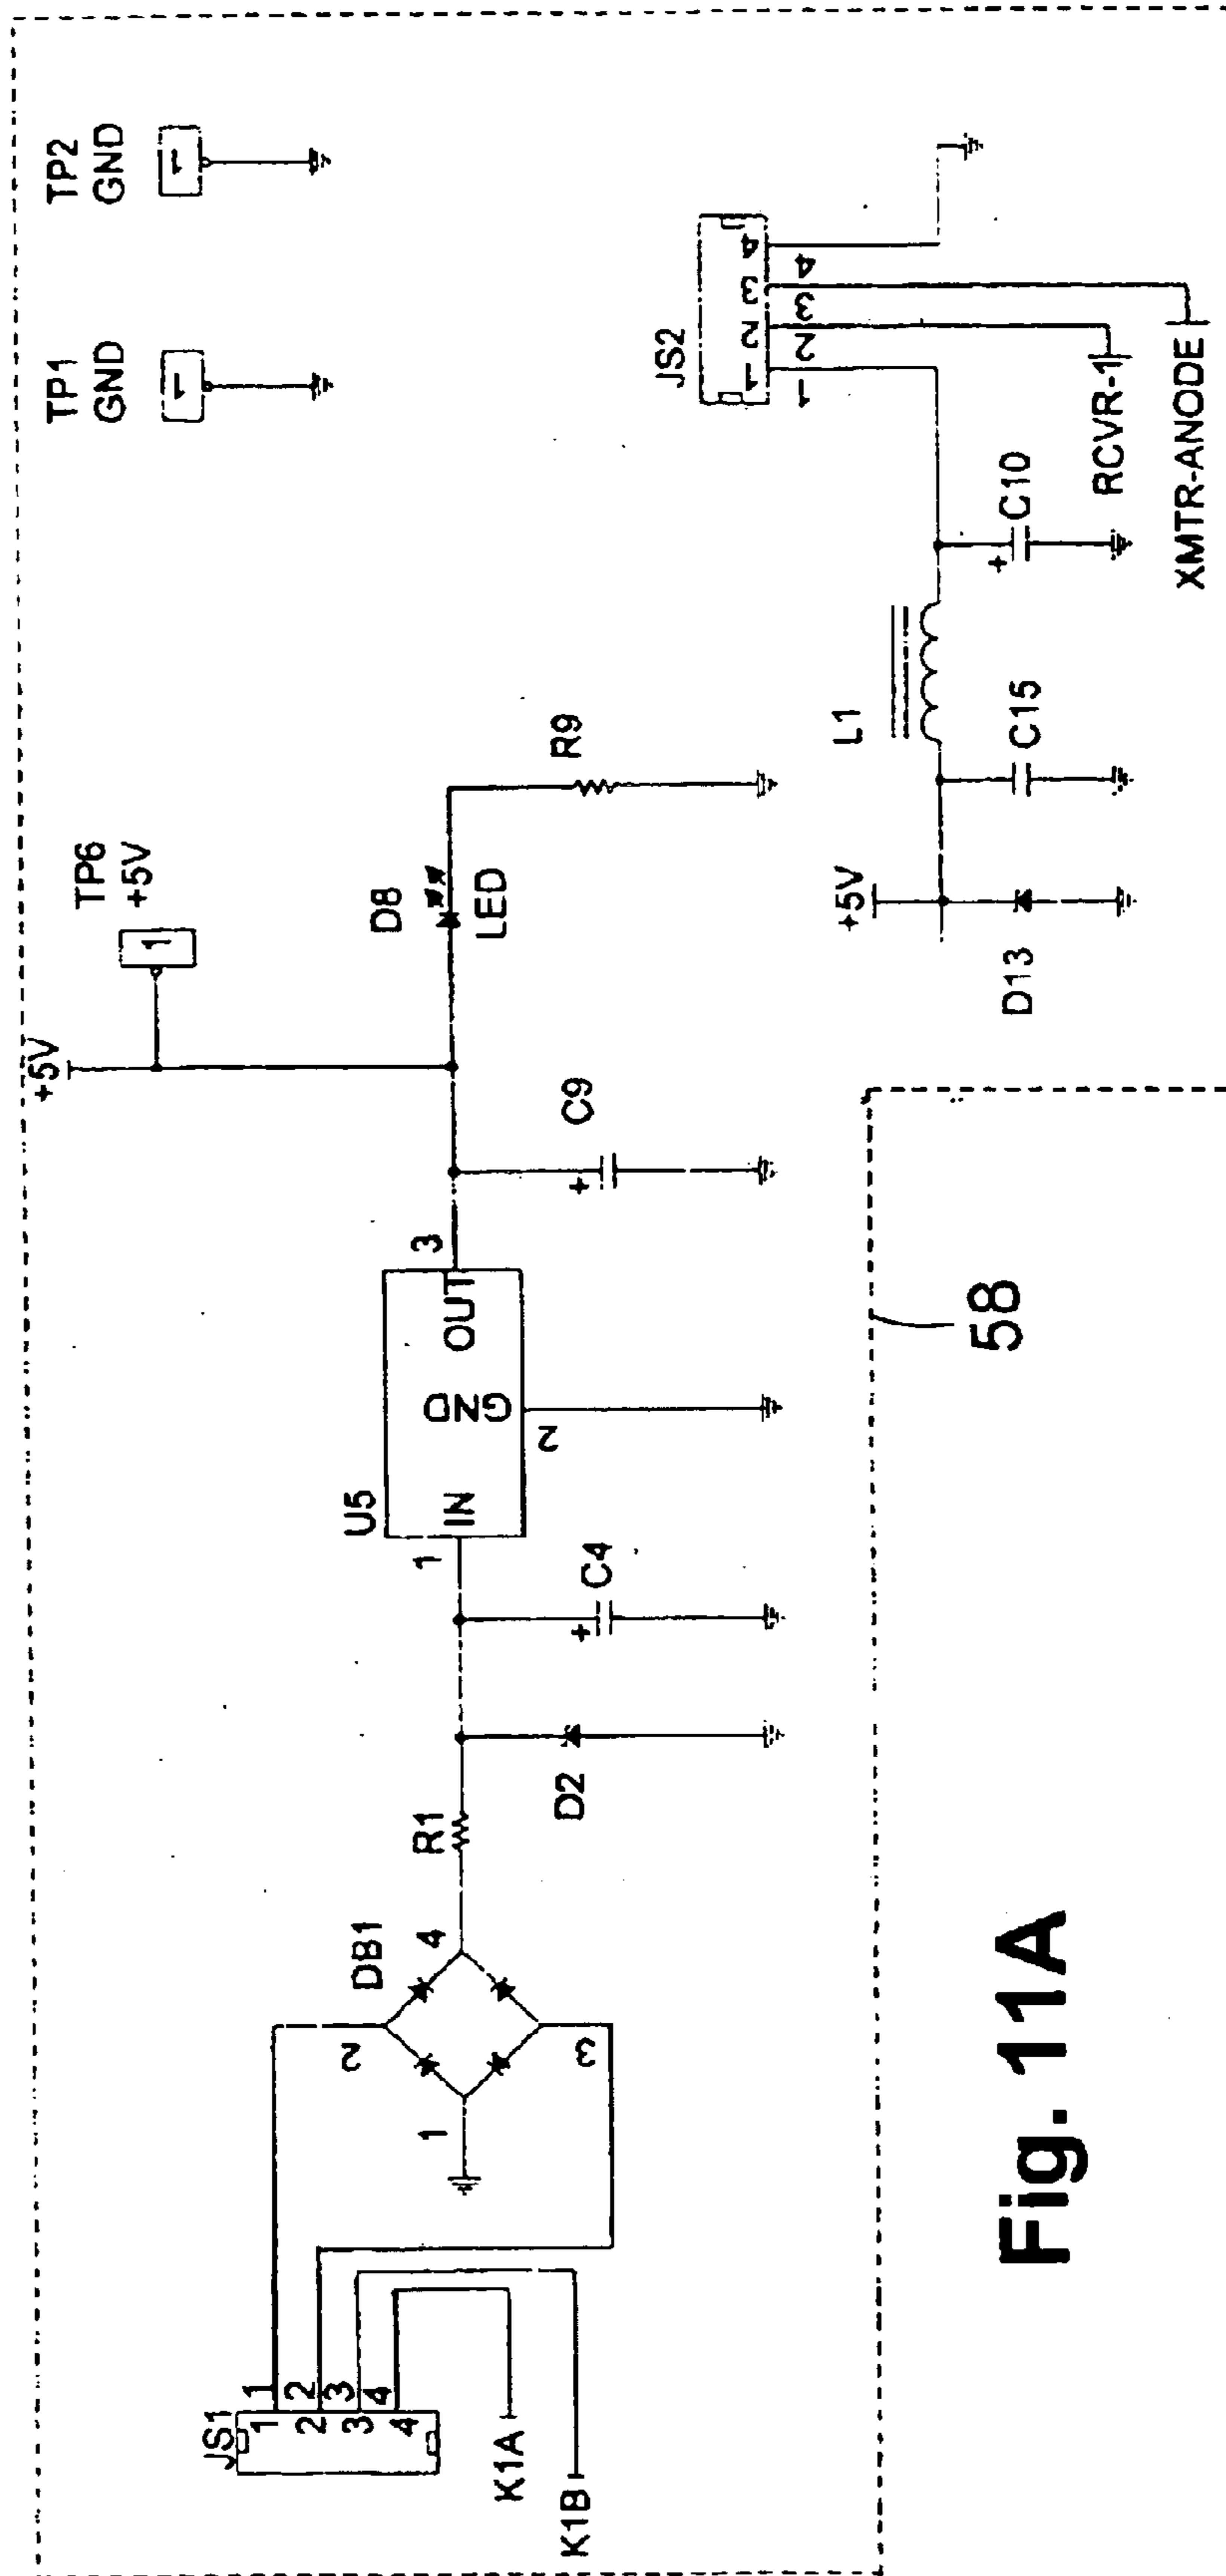 TP1
GND
1
TP2
GND
1
+5V
TP6
+5V
1
JS1
1
1
2
2
3
3
4
4
K1A
K1B
DB1
2
4
1
3
R1
D2
C4
U5
1
IN
GND
2
OUT
3
C9
D8
LED
R9
JS2
1
2
3
4
1
2
3
4
+5V
D13
L1
C15
C10
RCVR-1
XMTR-ANODE
58
Fig. 11A